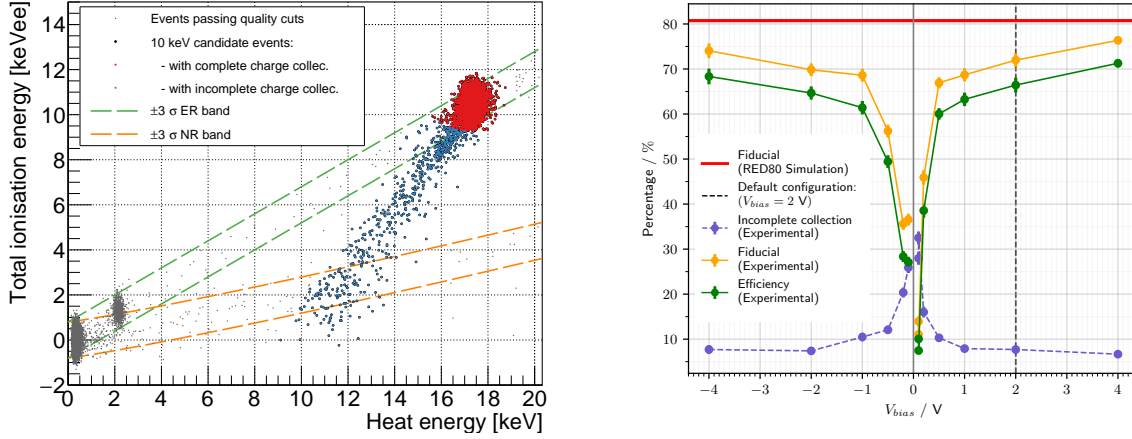 Total ionisation energy [keVee]
14
12
10
8
6
4
2
0
−2
Events passing quality cuts
10 keV candidate events:
- with complete charge collec.
- with incomplete charge collec.
±3 σ ER band
±3 σ NR band
0 2 4 6 8 10 12 14 16 18 20
Heat energy [keV]
Percentage / %
80
70
60
50
40
30
20
10
Fiducial
(RED80 Simulation)
Default configuration:
(V_bias = 2 V)
Incomplete collection
(Experimental)
Fiducial
(Experimental)
Efficiency
(Experimental)
−4 −3 −2 −1 0 1 2 3 4
V_bias / V